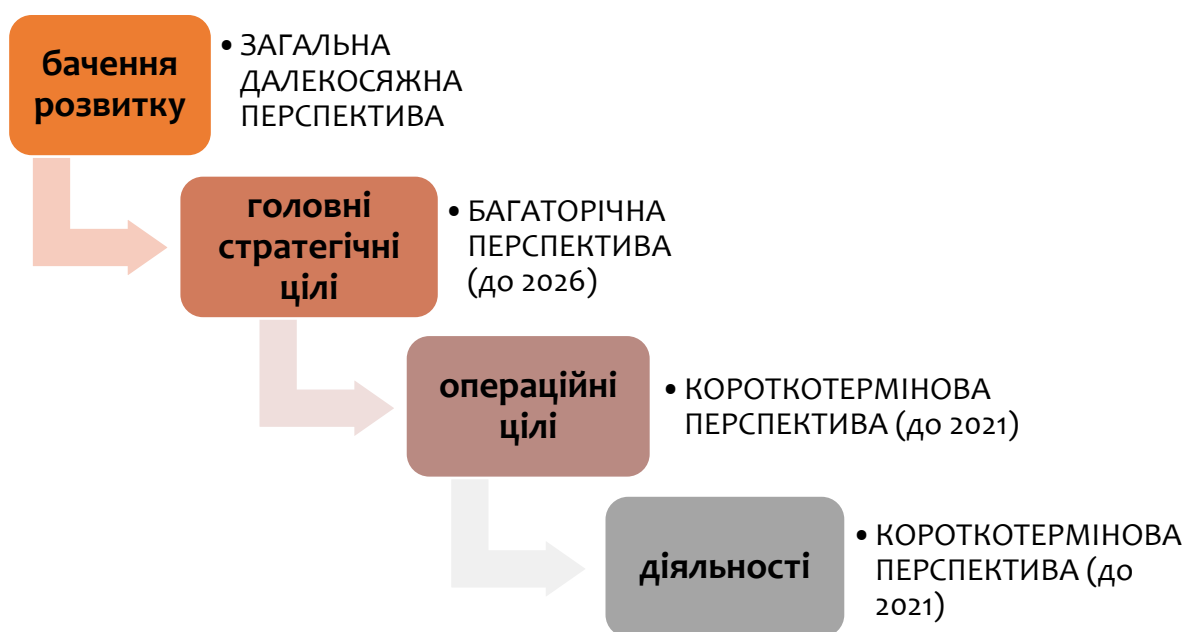 бачення
розвитку
• ЗАГАЛЬНА
ДАЛЕКОСЯЖНА
ПЕРСПЕКТИВА
головні
стратегічні
цілі
• БАГАТОРІЧНА
ПЕРСПЕКТИВА
(до 2026)
операційні
цілі
• КОРОТКОТЕРМІНОВА
ПЕРСПЕКТИВА (до 2021)
діяльності
• КОРОТКОТЕРМІНОВА
ПЕРСПЕКТИВА (до
2021)